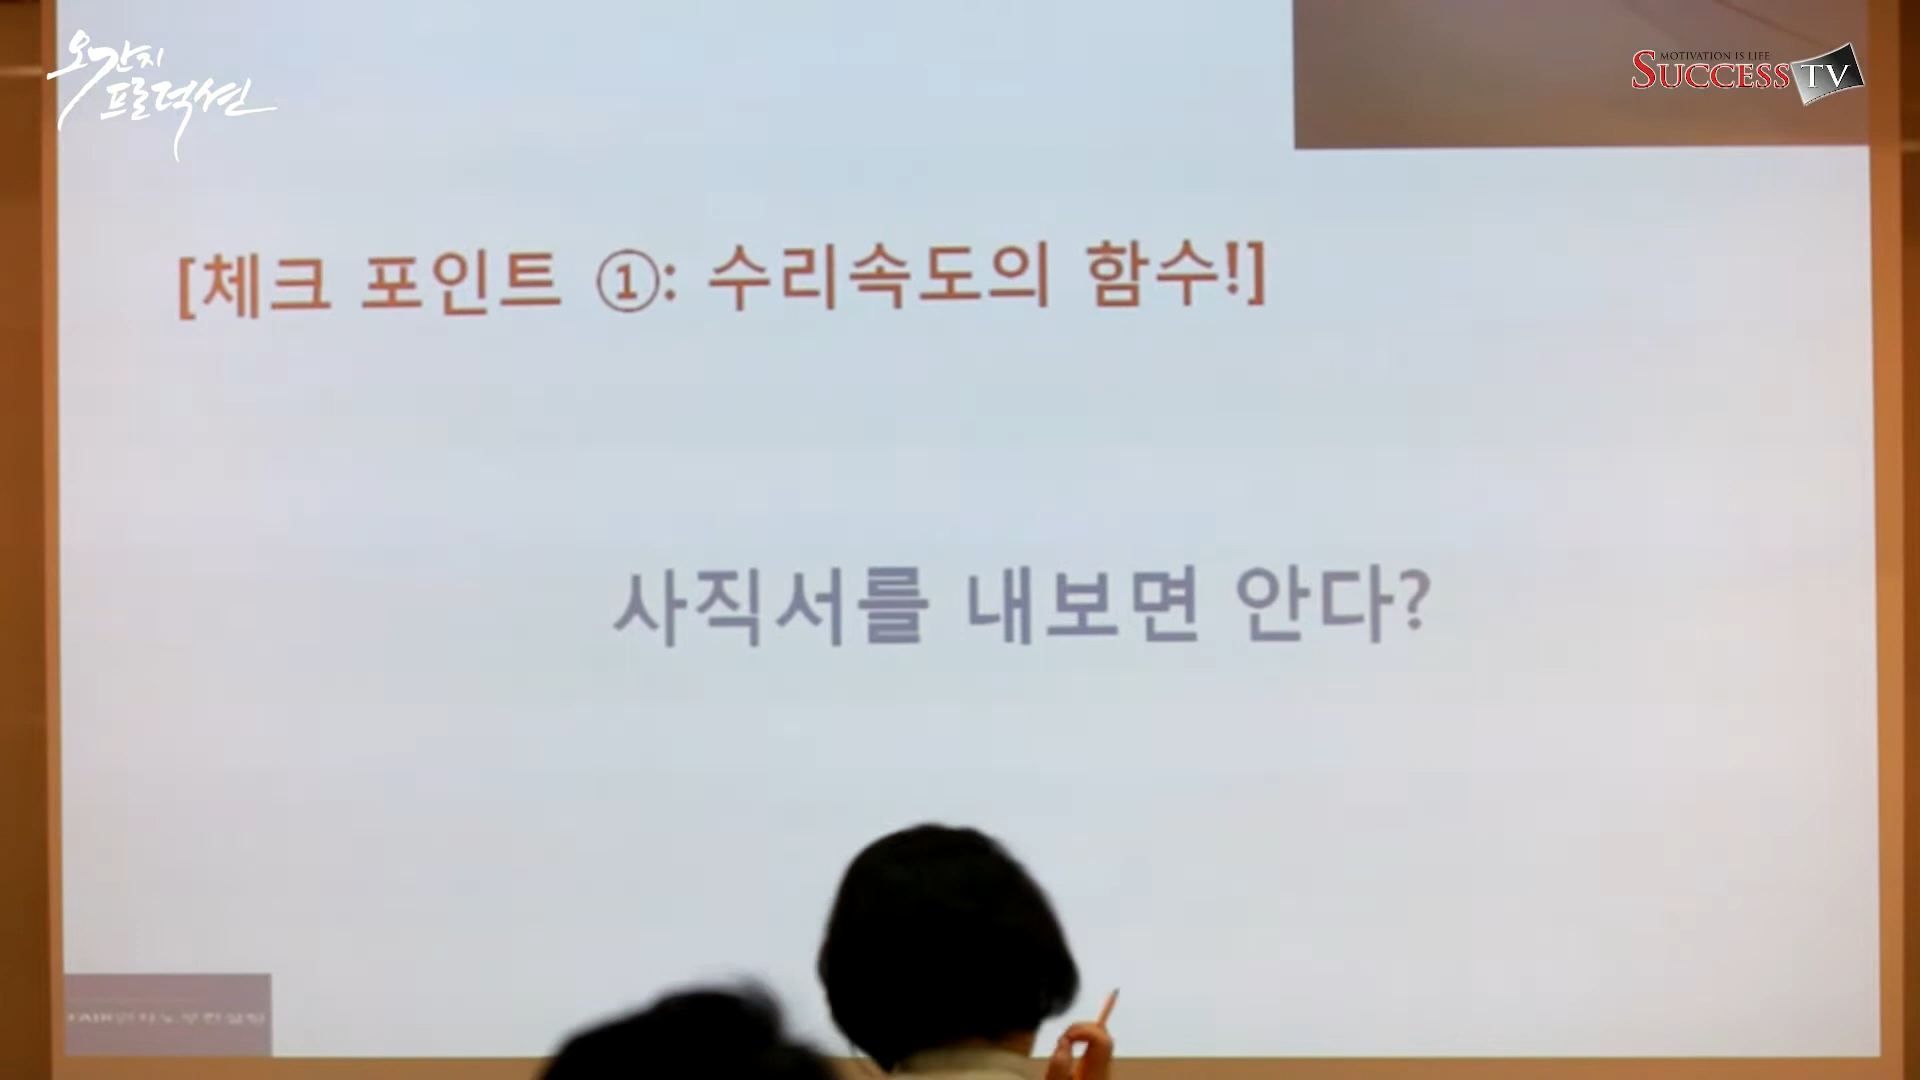 오간지
프로덕션
MOTIVATION IS LIFE
SUCCESS TV
[체크 포인트 ①: 수리속도의 함수!]
사직서를 내보면 안다?